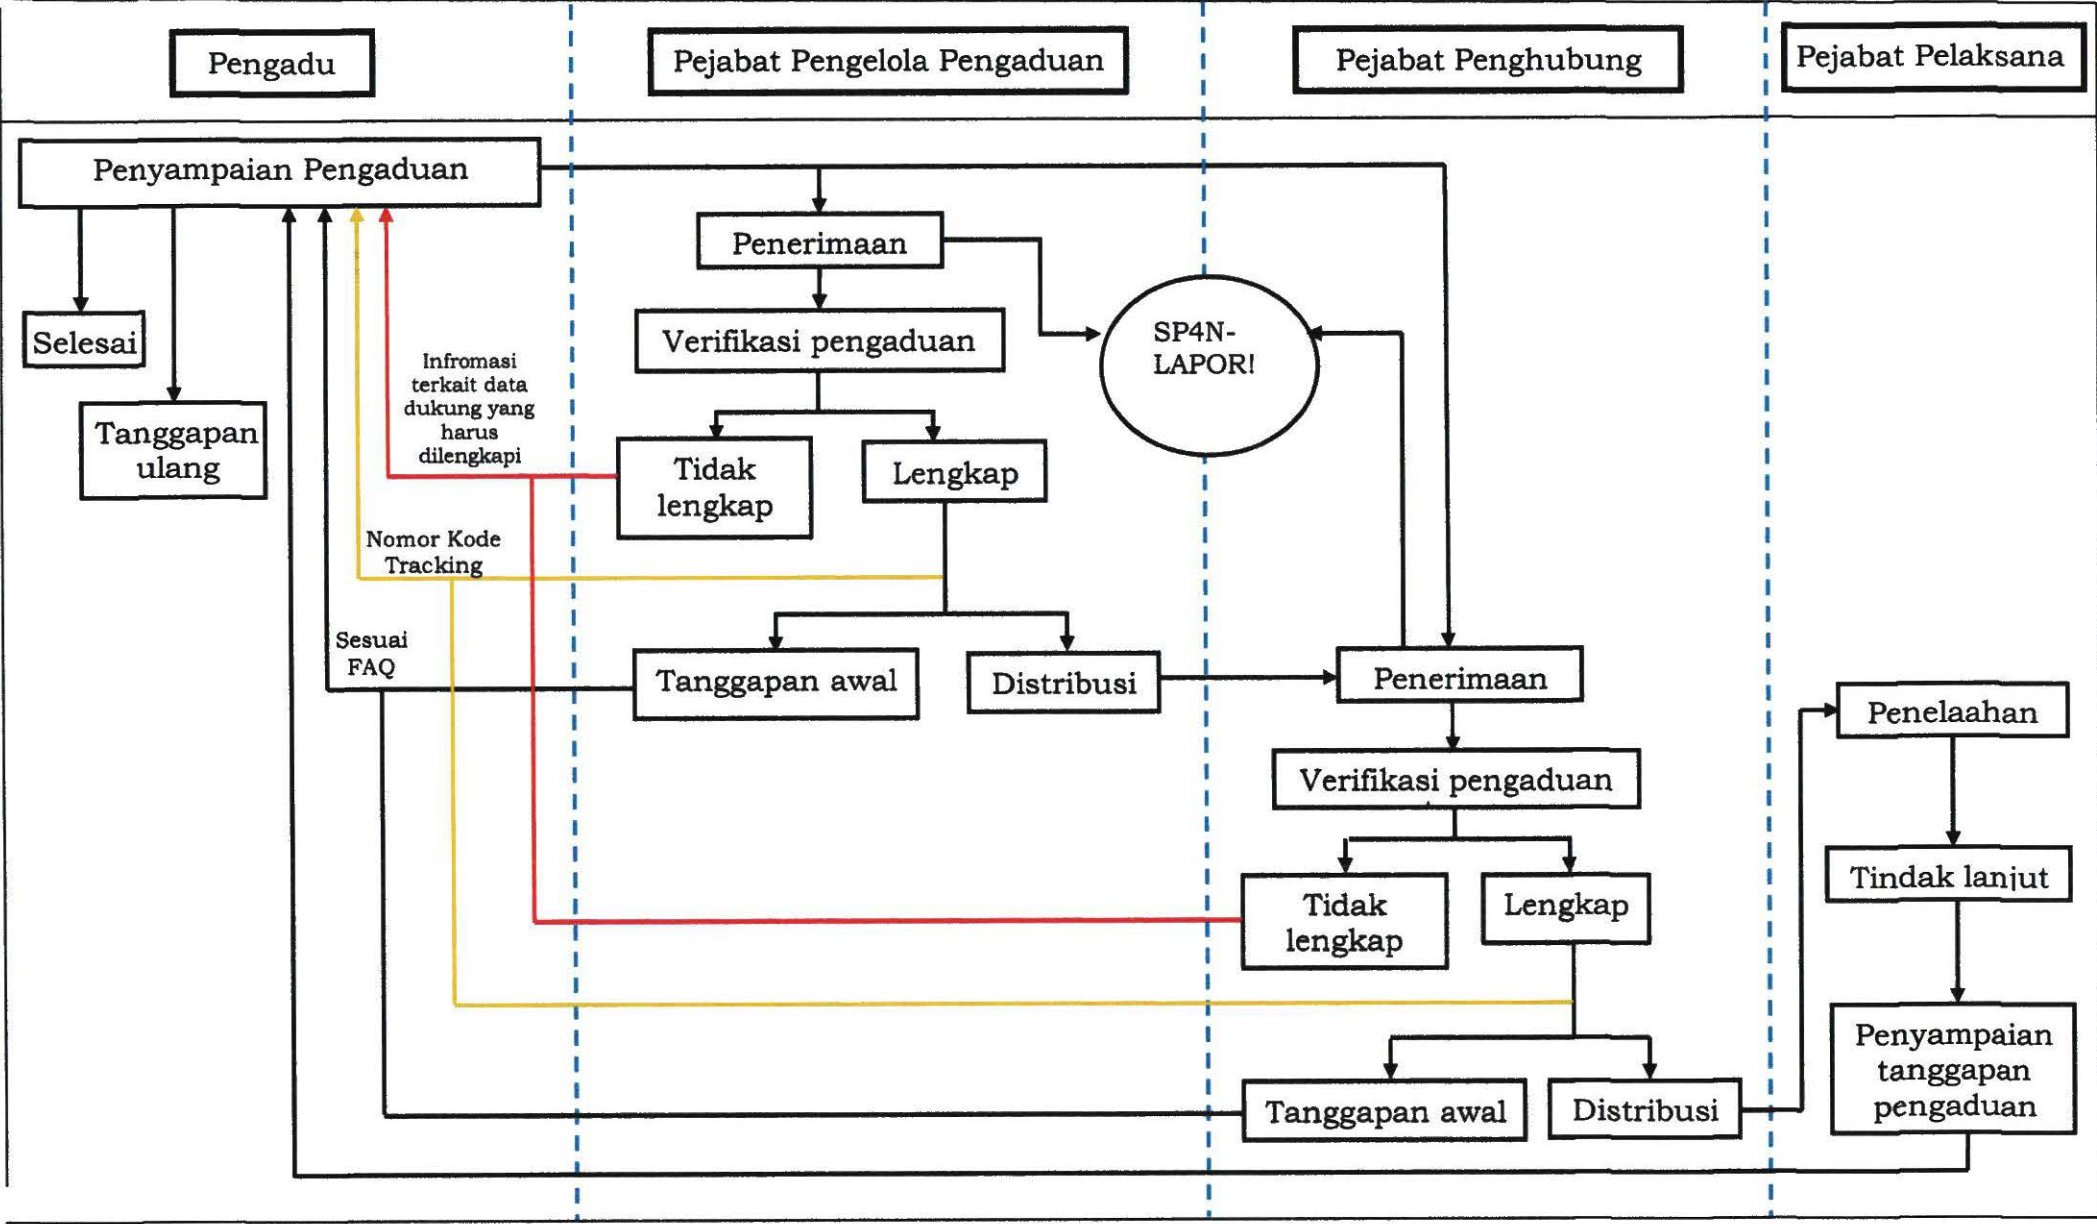 Pengadu
Pejabat Pengelola Pengaduan
Pejabat Penghubung
Pejabat Pelaksana
Penyampaian Pengaduan
Selesai
Tanggapan
ulang
Infromasi
terkait data
dukung yang
harus
dilengkapi
Nomor Kode
Tracking
Sesuai
FAQ
Penerimaan
Verifikasi pengaduan
Tidak
lengkap
Lengkap
Tanggapan awal
Distribusi
SP4N-
LAPOR!
Penerimaan
Verifikasi pengaduan
Tidak
lengkap
Lengkap
Tanggapan awal
Distribusi
Penelaahan
Tindak lanjut
Penyampaian
tanggapan
pengaduan